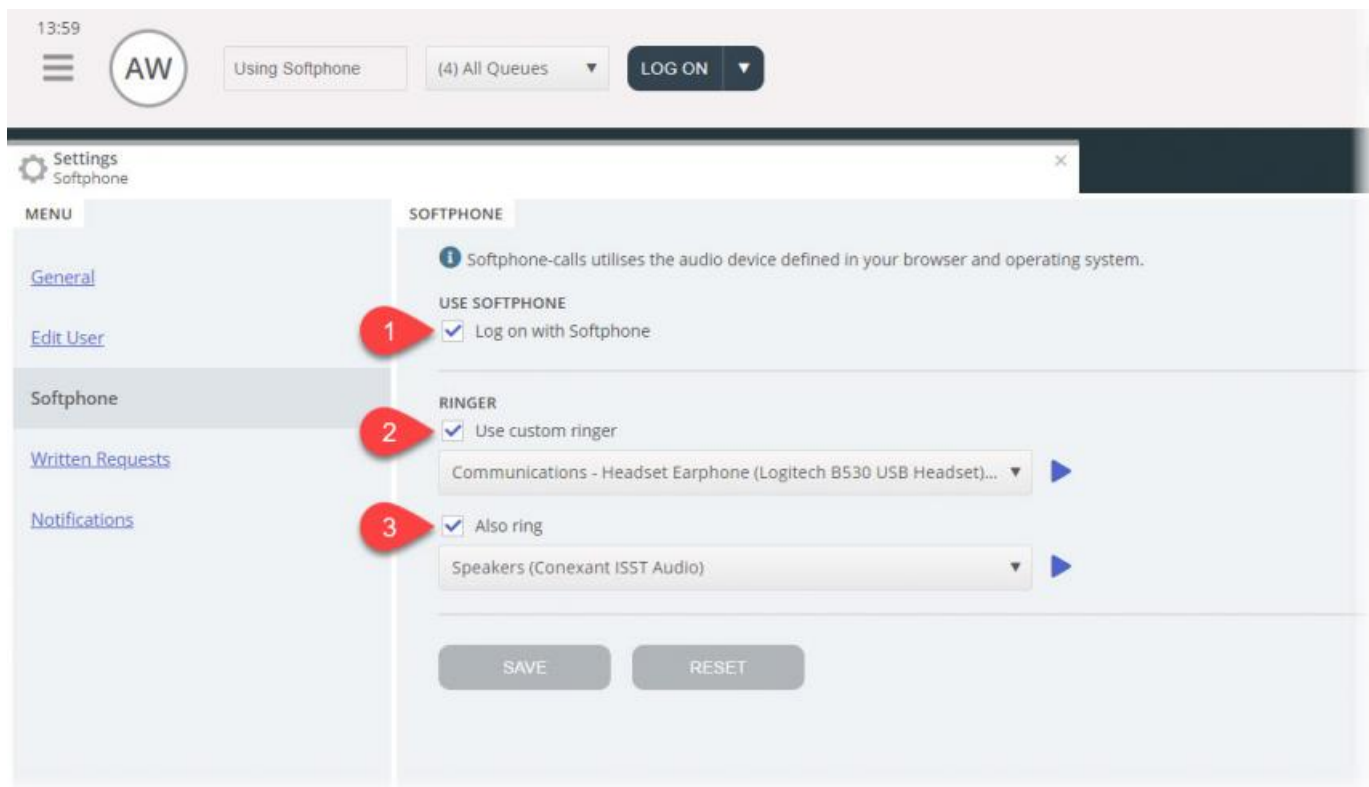 13:59
AW
Using Softphone
(4) All Queues
LOG ON
Settings
Softphone
MENU
General
Edit User
Softphone
Written Requests
Notifications
SOFTPHONE
Softphone-calls utilises the audio device defined in your browser and operating system.
USE SOFTPHONE
1
Log on with Softphone
RINGER
2
Use custom ringer
Communications - Headset Earphone (Logitech B530 USB Headset)...
3
Also ring
Speakers (Conexant ISST Audio)
SAVE
RESET